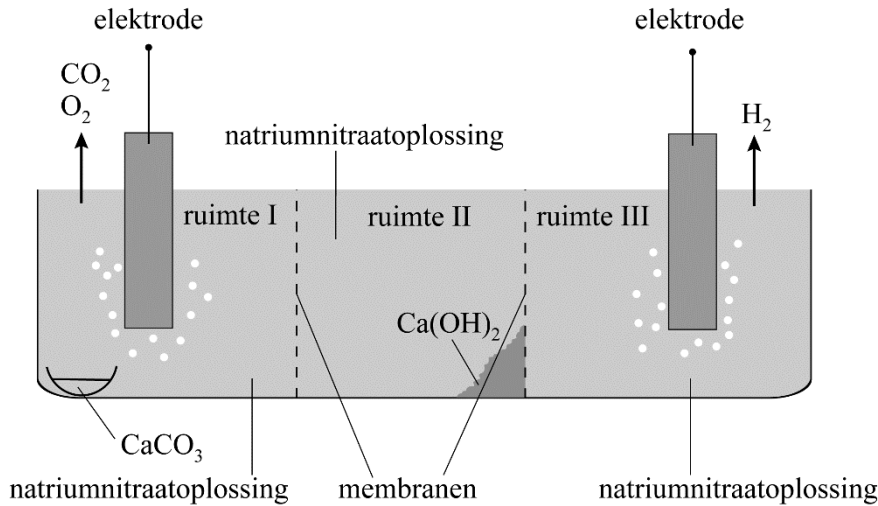 elektrode
elektrode
CO₂
O₂
H₂
natriumnitraatoplossing
ruimte I
ruimte II
ruimte III
Ca(OH)₂
CaCO₃
natriumnitraatoplossing
membranen
natriumnitraatoplossing